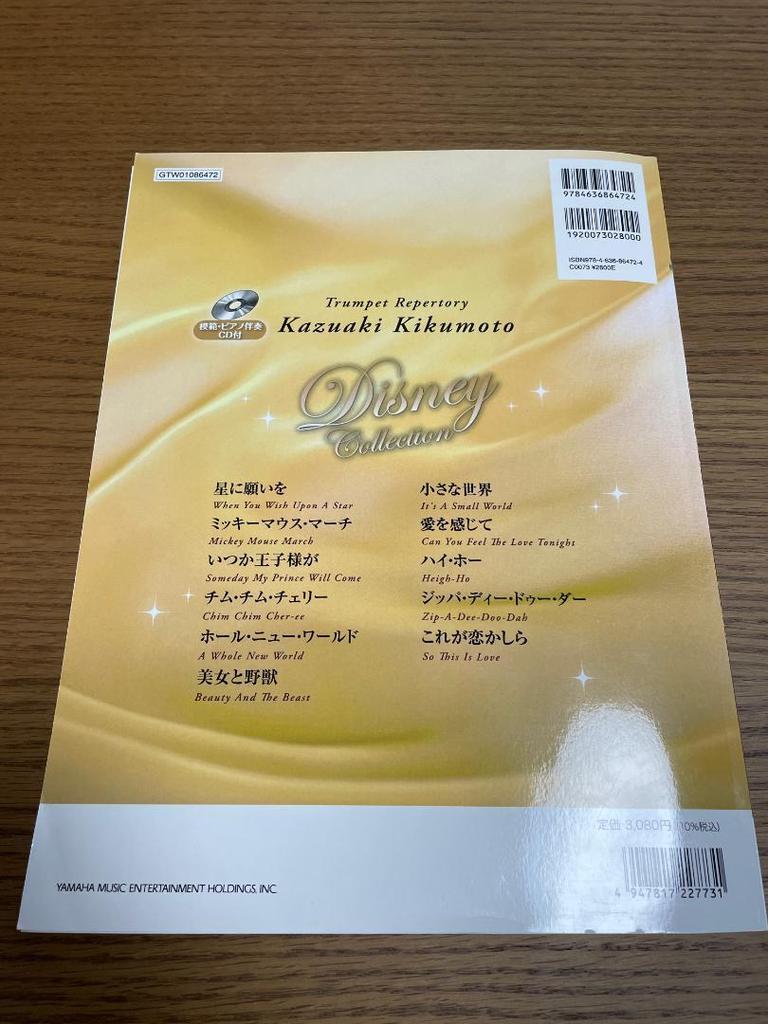 GTW01086472
9784636864724
1920073028000
ISBN978-4-636-86472-4
C0073 ¥2800E
模範・ピアノ伴奏
CD付
Trumpet Repertory
Kazuaki Kikumoto
Disney
Collection
星に願いを
When You Wish Upon A Star
ミッキーマウス・マーチ
Mickey Mouse March
いつか王子様が
Someday My Prince Will Come
チム・チム・チェリー
Chim Chim Cher-ee
ホール・ニュー・ワールド
A Whole New World
美女と野獣
Beauty And The Beast
小さな世界
It's A Small World
愛を感じて
Can You Feel The Love Tonight
ハイ・ホー
Heigh-Ho
ジッパ・ディー・ドゥー・ダー
Zip-A-Dee-Doo-Dah
これが恋かしら
So This Is Love
定価 3,080円 (10%税込)
YAMAHA MUSIC ENTERTAINMENT HOLDINGS, INC.
4 947817 227731